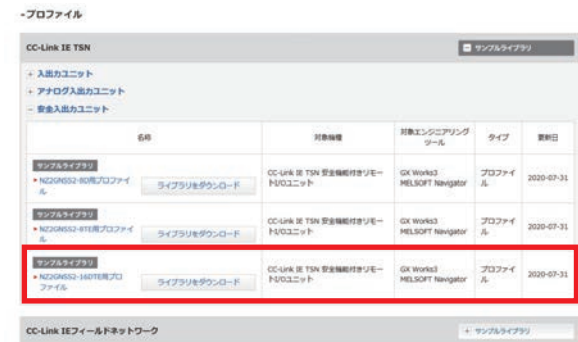 -プロファイル
CC-Link IE TSN
サンプルライブラリ
入出力ユニット
アナログ入出力ユニット
安全入出力ユニット
名称
対象機種
対象エンジニアリング
ツール
タイプ
更新日
サンプルライブラリ
NZ2GNSS2-8D用プロファイ
ル
ライブラリをダウンロード
CC-Link IE TSN 安全機能付きリモー
トI/Oユニット
GX Works3
MELSOFT Navigator
プロファイ
ル
2020-07-31
サンプルライブラリ
NZ2GNSS2-8TE用プロファイ
ル
ライブラリをダウンロード
CC-Link IE TSN 安全機能付きリモー
トI/Oユニット
GX Works3
MELSOFT Navigator
プロファイ
ル
2020-07-31
サンプルライブラリ
NZ2GNSS2-16DTE用プロ
ファイル
ライブラリをダウンロード
CC-Link IE TSN 安全機能付きリモー
トI/Oユニット
GX Works3
MELSOFT Navigator
プロファイ
ル
2020-07-31
CC-Link IEフィールドネットワーク
サンプルライブラリ